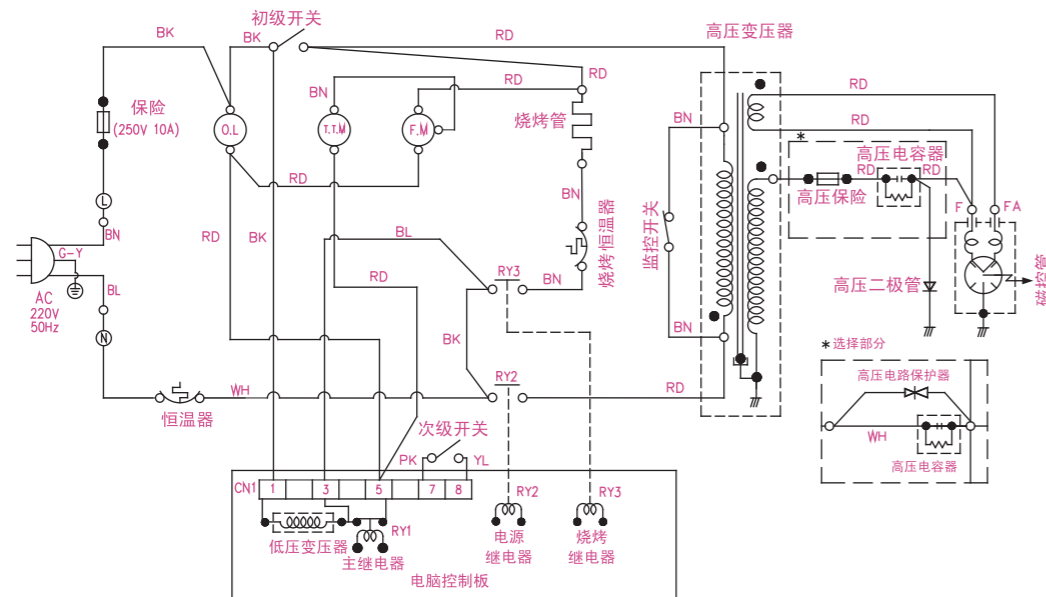 初级开关
高压变压器
BK
BK
RD
RD
保险
(250V 10A)
O.L
BN
T.T.M
F.M
RD
烧烤管
RD
RD
*
高压电容器
RD
RD
高压保险
RD
BN
BN
L
BN
G-Y
AC
220V
50Hz
BL
N
RD
BK
BL
RD
RY3
BN
烧烤恒温器
监控开关
BN
F
FA
高压二极管
磁控管
BK
WH
恒温器
RY2
RD
*选择部分
高压电路保护器
WH
高压电容器
次级开关
PK
YL
CN1
1
3
5
7
8
RY1
RY2
RY3
低压变压器
主继电器
电源
继电器
烧烤
继电器
电脑控制板